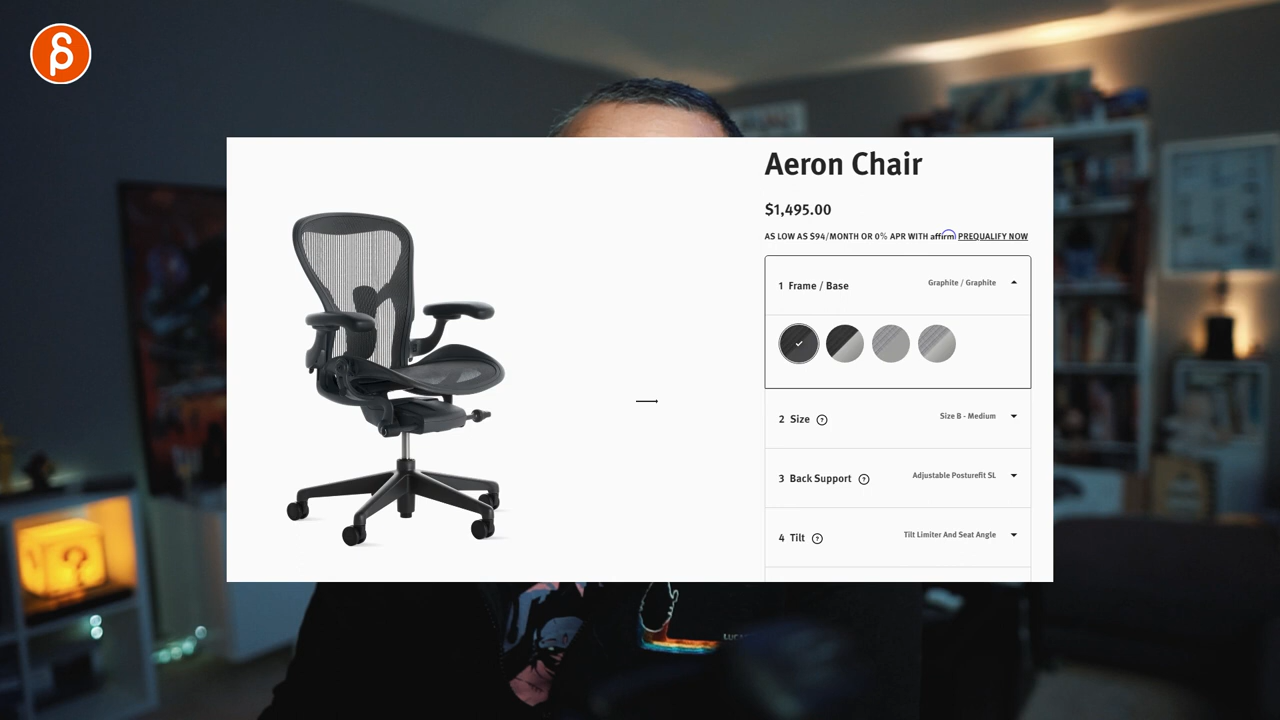 Aeron Chair
$1,495.00
AS LOW AS $94/MONTH OR 0% APR WITH affirm PREQUALIFY NOW
1 Frame / Base Graphite / Graphite
2 Size ? Size B - Medium
3 Back Support ? Adjustable Posturefit SL
4 Tilt ? Tilt Limiter And Seat Angle
?